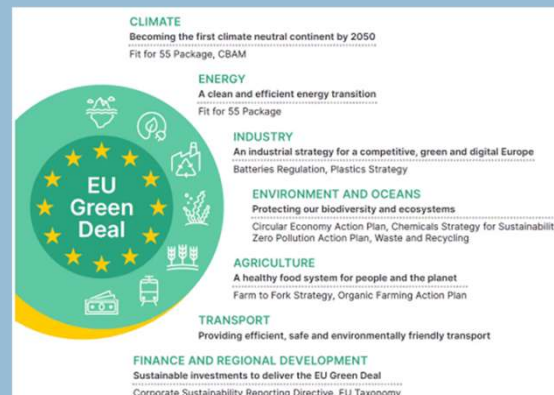 CLIMATE
Becoming the first climate neutral continent by 2050
Fit for 55 Package, CBAM
ENERGY
A clean and efficient energy transition
Fit for 55 Package
INDUSTRY
An industrial strategy for a competitive, green and digital Europe
Batteries Regulation, Plastics Strategy
EU
Green
Deal
ENVIRONMENT AND OCEANS
Protecting our biodiversity and ecosystems
Circular Economy Action Plan, Chemicals Strategy for Sustainabilit
Zero Pollution Action Plan, Waste and Recycling
AGRICULTURE
A healthy food system for people and the planet
Farm to Fork Strategy, Organic Farming Action Plan
TRANSPORT
Providing efficient, safe and environmentally friendly transport
FINANCE AND REGIONAL DEVELOPMENT
Sustainable investments to deliver the EU Green Deal
Corporate Sustainability Reporting Directive, EU Taxonomy